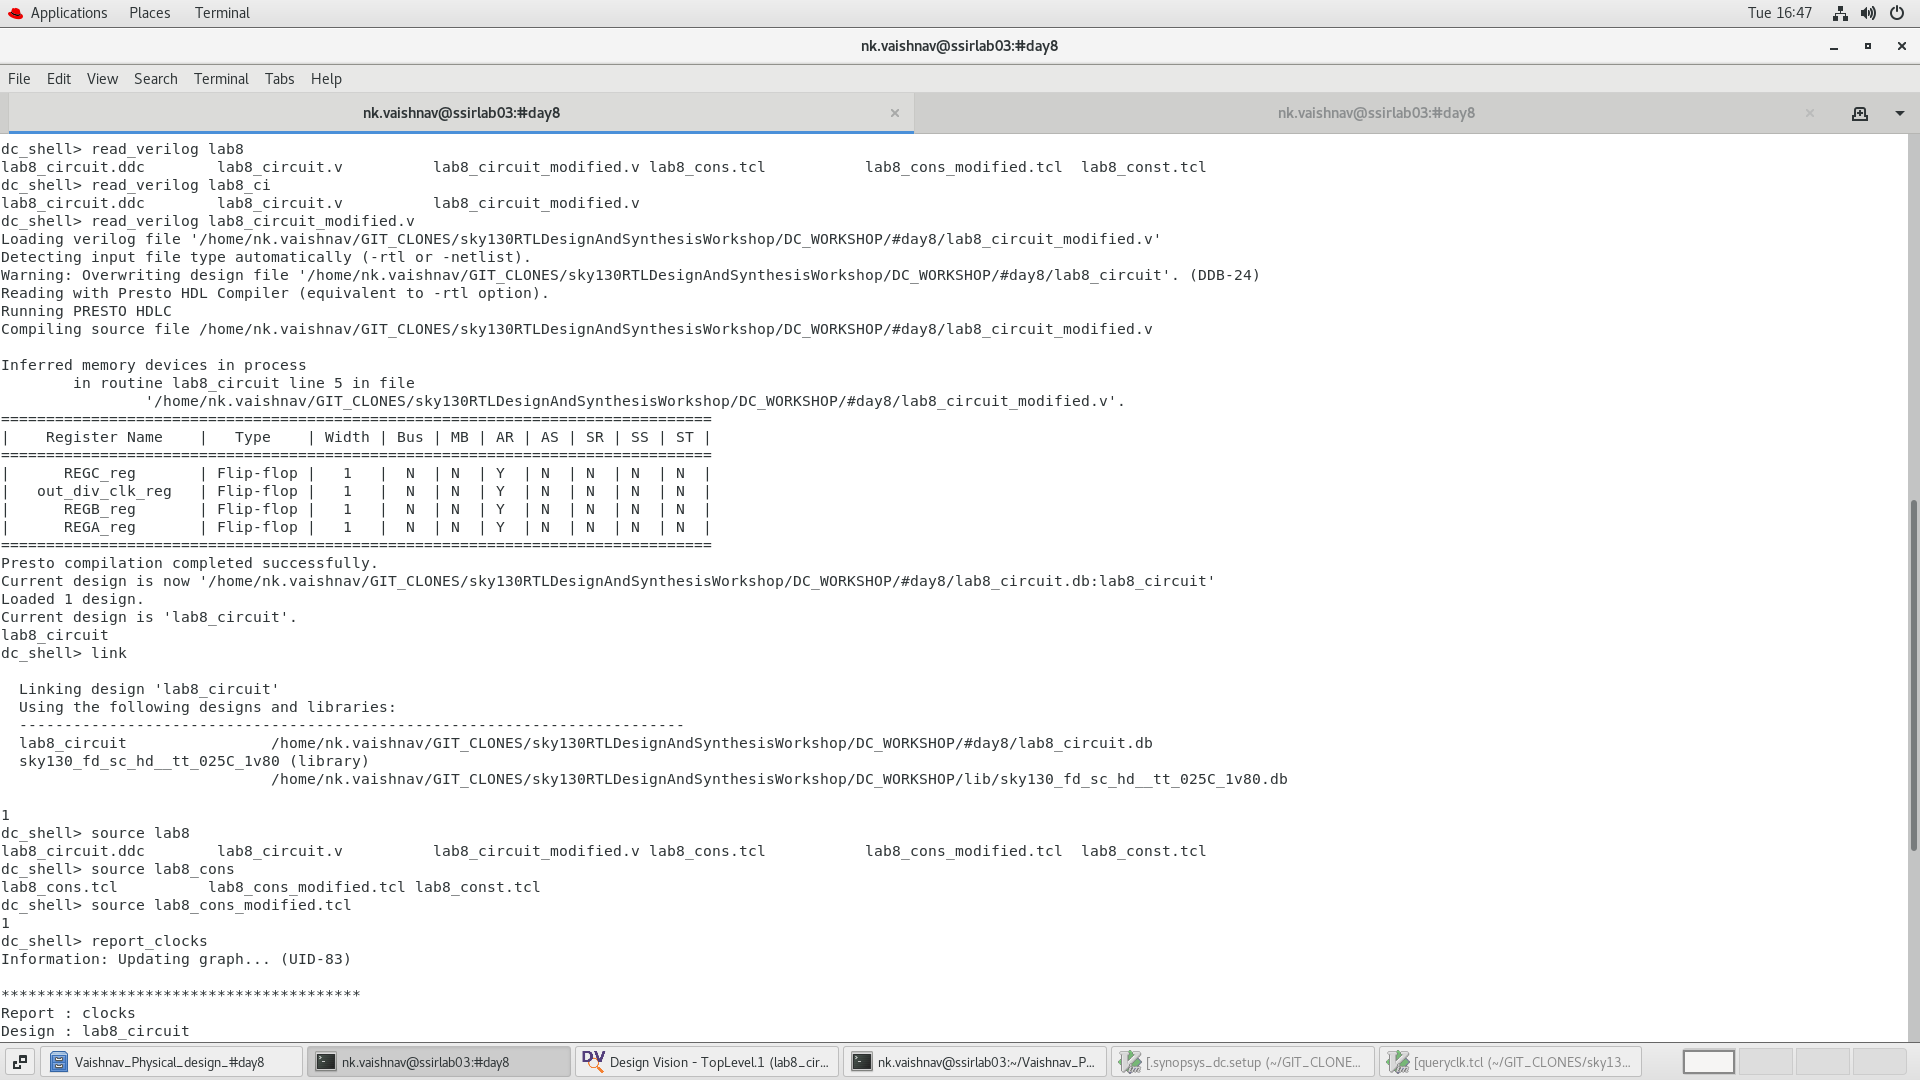 Applications Places Terminal Tue 16:47
nk.vaishnav@ssirlab03:#day8
File Edit View Search Terminal Tabs Help
nk.vaishnav@ssirlab03:#day8 × nk.vaishnav@ssirlab03:#day8 ×
dc_shell> read_verilog lab8
lab8_circuit.ddc        lab8_circuit.v          lab8_circuit_modified.v lab8_cons.tcl           lab8_cons_modified.tcl  lab8_const.tcl
dc_shell> read_verilog lab8_ci
lab8_circuit.ddc        lab8_circuit.v          lab8_circuit_modified.v
dc_shell> read_verilog lab8_circuit_modified.v
Loading verilog file '/home/nk.vaishnav/GIT_CLONES/sky130RTLDesignAndSynthesisWorkshop/DC_WORKSHOP/#day8/lab8_circuit_modified.v'
Detecting input file type automatically (-rtl or -netlist).
Warning: Overwriting design file '/home/nk.vaishnav/GIT_CLONES/sky130RTLDesignAndSynthesisWorkshop/DC_WORKSHOP/#day8/lab8_circuit'. (DDB-24)
Reading with Presto HDL Compiler (equivalent to -rtl option).
Running PRESTO HDLC
Compiling source file /home/nk.vaishnav/GIT_CLONES/sky130RTLDesignAndSynthesisWorkshop/DC_WORKSHOP/#day8/lab8_circuit_modified.v
Inferred memory devices in process
        in routine lab8_circuit line 5 in file
                '/home/nk.vaishnav/GIT_CLONES/sky130RTLDesignAndSynthesisWorkshop/DC_WORKSHOP/#day8/lab8_circuit_modified.v'.
===============================================================================
|    Register Name    |   Type    | Width | Bus | MB | AR | AS | SR | SS | ST |
===============================================================================
|      REGC_reg       | Flip-flop |   1   |  N  | N  | Y  | N  | N  | N  | N  |
|   out_div_clk_reg   | Flip-flop |   1   |  N  | N  | Y  | N  | N  | N  | N  |
|      REGB_reg       | Flip-flop |   1   |  N  | N  | Y  | N  | N  | N  | N  |
|      REGA_reg       | Flip-flop |   1   |  N  | N  | Y  | N  | N  | N  | N  |
===============================================================================
Presto compilation completed successfully.
Current design is now '/home/nk.vaishnav/GIT_CLONES/sky130RTLDesignAndSynthesisWorkshop/DC_WORKSHOP/#day8/lab8_circuit.db:lab8_circuit'
Loaded 1 design.
Current design is 'lab8_circuit'.
lab8_circuit
dc_shell> link
  Linking design 'lab8_circuit'
  Using the following designs and libraries:
  --------------------------------------------------------------------------
  lab8_circuit                /home/nk.vaishnav/GIT_CLONES/sky130RTLDesignAndSynthesisWorkshop/DC_WORKSHOP/#day8/lab8_circuit.db
  sky130_fd_sc_hd__tt_025C_1v80 (library)
                              /home/nk.vaishnav/GIT_CLONES/sky130RTLDesignAndSynthesisWorkshop/DC_WORKSHOP/lib/sky130_fd_sc_hd__tt_025C_1v80.db
1
dc_shell> source lab8
lab8_circuit.ddc        lab8_circuit.v          lab8_circuit_modified.v lab8_cons.tcl           lab8_cons_modified.tcl  lab8_const.tcl
dc_shell> source lab8_cons
lab8_cons.tcl          lab8_cons_modified.tcl lab8_const.tcl
dc_shell> source lab8_cons_modified.tcl
1
dc_shell> report_clocks
Information: Updating graph... (UID-83)
****************************************
Report : clocks
Design : lab8_circuit
Vaishnav_Physical_design_#day8 nk.vaishnav@ssirlab03:#day8 DV Design Vision - TopLevel.1 (lab8_cir... nk.vaishnav@ssirlab03:~/Vaishnav_P... [.synopsys_dc.setup (~/GIT_CLONE... [queryclk.tcl (~/GIT_CLONES/sky13...